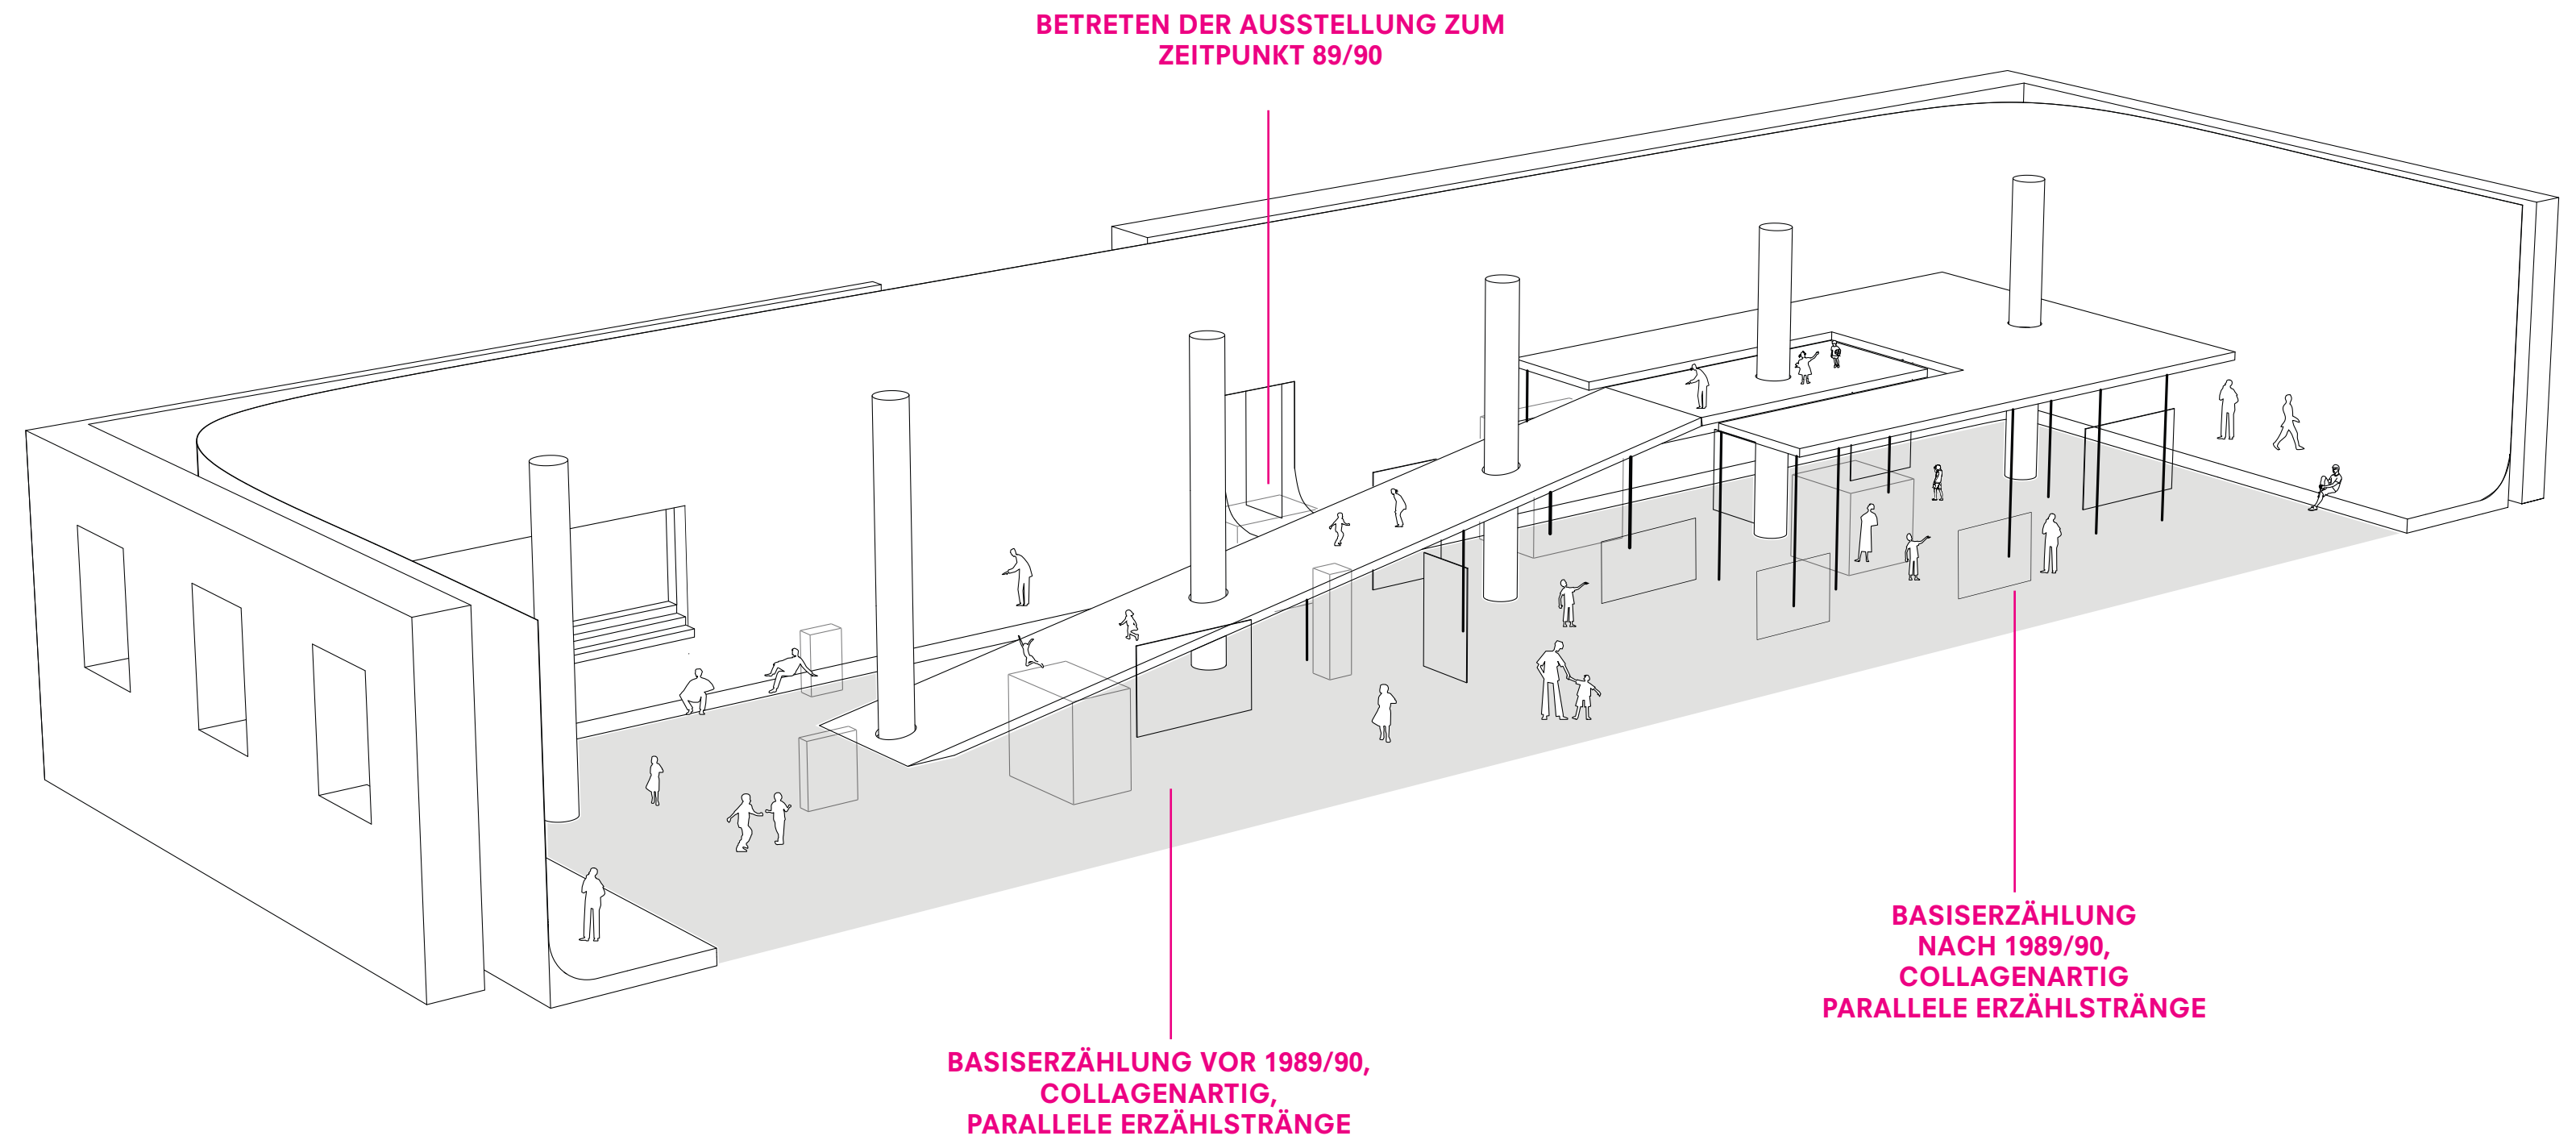 BETRETEN DER AUSSTELLUNG ZUM
ZEITPUNKT 89/90
BASISERZÄHLUNG
NACH 1989/90,
COLLAGENARTIG
PARALLELE ERZÄHLSTRÄNGE
BASISERZÄHLUNG VOR 1989/90,
COLLAGENARTIG,
PARALLELE ERZÄHLSTRÄNGE